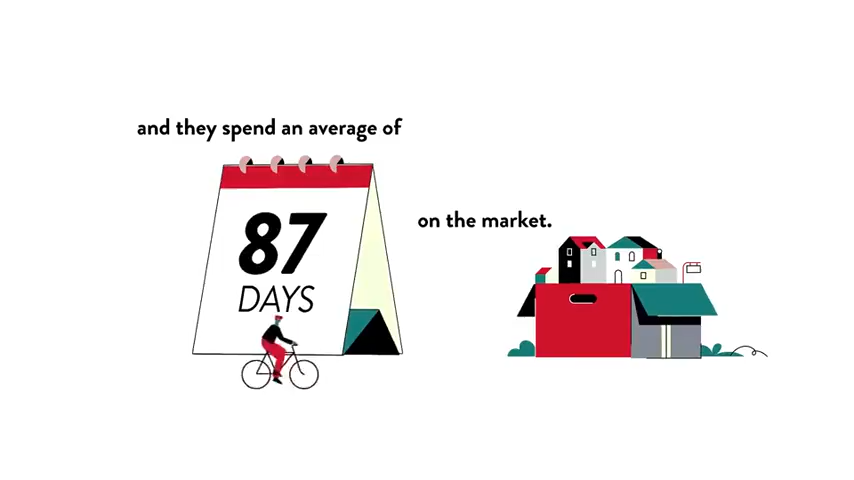 and they spend an average of
87
DAYS
on the market.